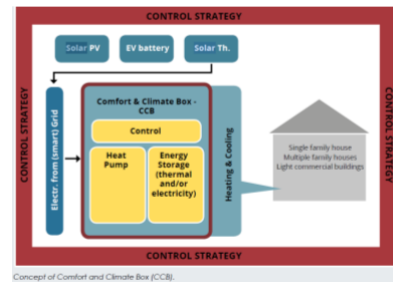 CONTROL STRATEGY
Solar PV
EV battery
Solar Th.
CONTROL STRATEGY
Electr. from (smart) Grid
Comfort & Climate Box -
CCB
Control
Heat
Pump
Energy
Storage
(thermal
and/or
electricity)
Heating & Cooling
Single family house
Multiple family houses
Light commercial buildings
CONTROL STRATEGY
CONTROL STRATEGY
Concept of Comfort and Climate Box (CCB).